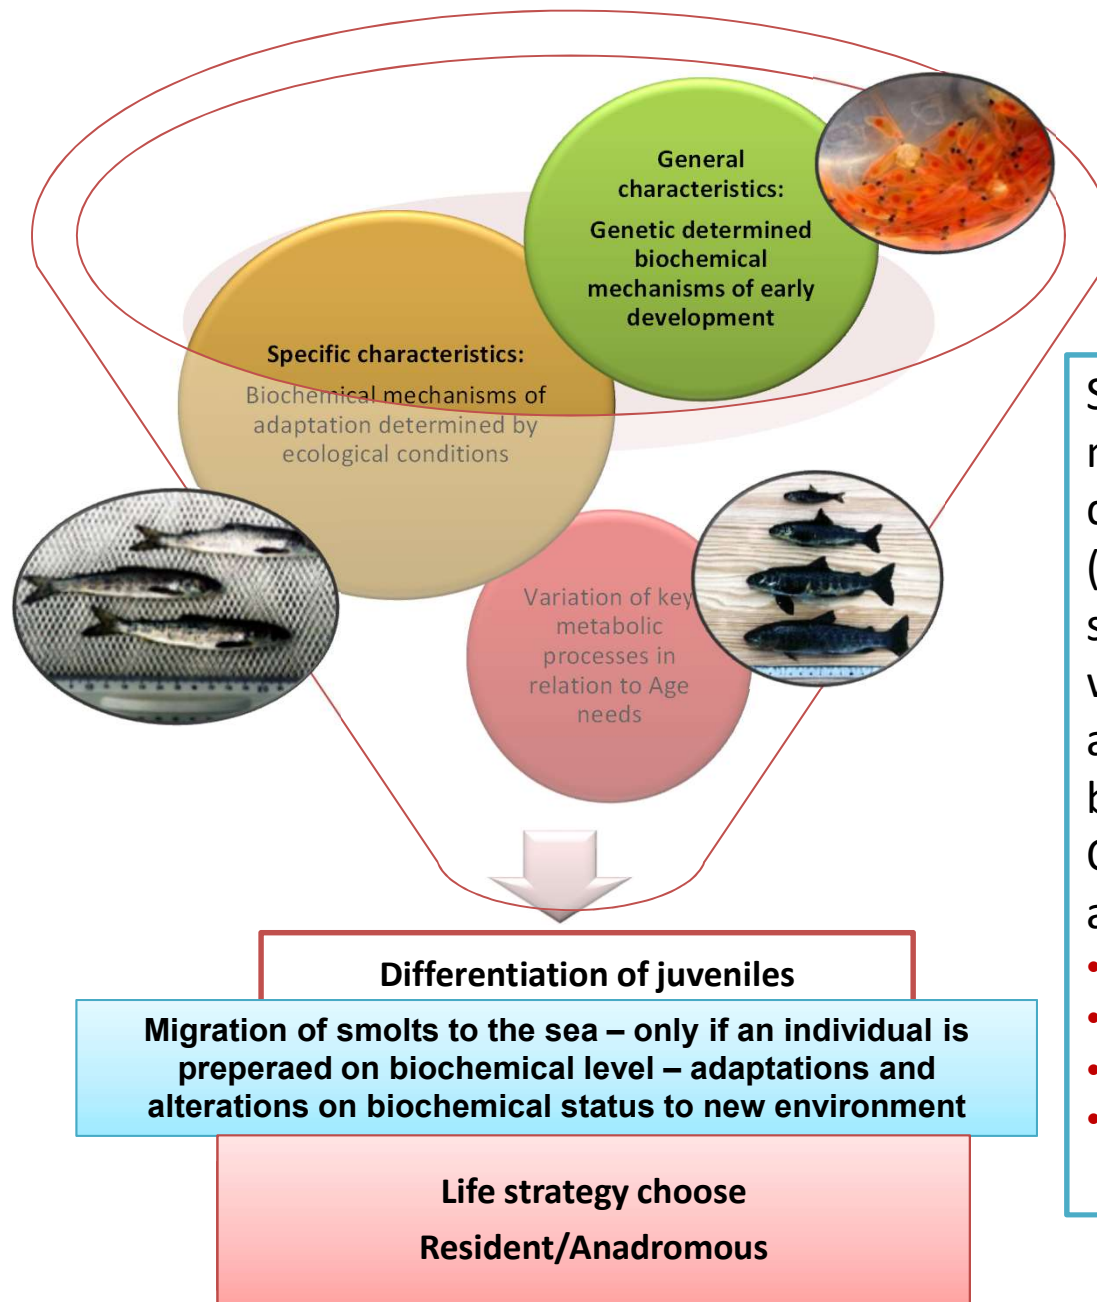 General
characteristics:
Genetic determined
biochemical
mechanisms of early
development
Specific characteristics:
Biochemical mechanisms of
adaptation determined by
ecological conditions
Variation of key
metabolic
processes in
relation to Age
needs
Differentiation of juveniles
Migration of smolts to the sea – only if an individual is
preperaed on biochemical level – adaptations and
alterations on biochemical status to new environment
Life strategy choose
Resident/Anadromous